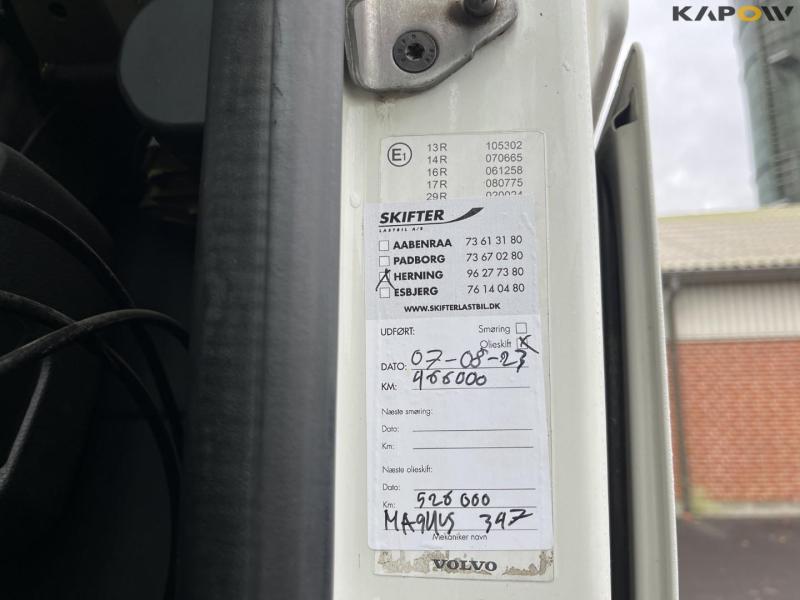 KAPOW
E1
13R 105302
14R 070665
16R 061258
17R 080775
29R 020024
SKIFTER
LASTBIL A/S
AABENRAA 73 61 31 80
PADBORG 73 67 02 80
X HERNING 96 27 73 80
ESBJERG 76 14 04 80
WWW.SKIFTERLASTBIL.DK
UDFØRT: Smøring
Olieskift X
DATO: 07-08-23
KM: 466000
Næste smøring:
Dato:
Km:
Næste olieskift:
Dato:
Km: 526000
MAGNUS 347
Mekaniker navn
VOLVO